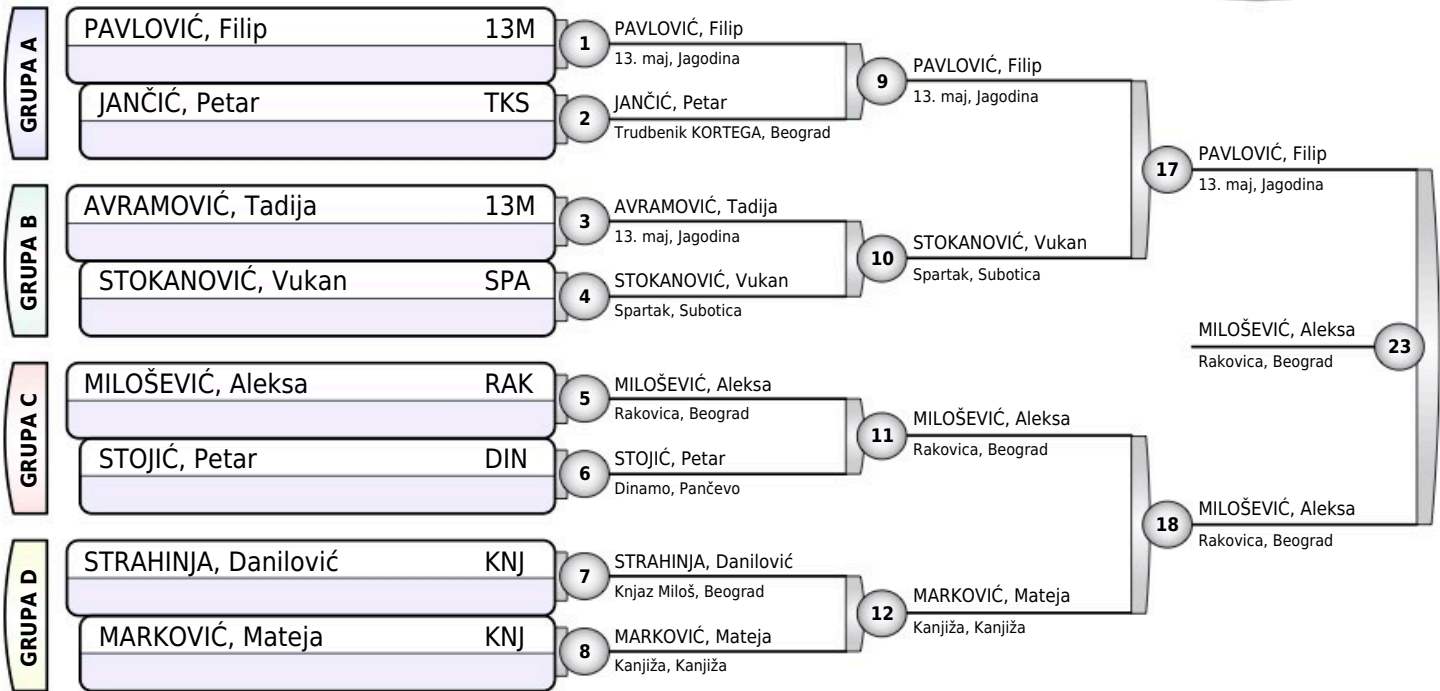 GRUPA A
PAVLOVIĆ, Filip 13M
JANČIĆ, Petar TKS
1
PAVLOVIĆ, Filip
13. maj, Jagodina
2
JANČIĆ, Petar
Trudbenik KORTEGA, Beograd
9
PAVLOVIĆ, Filip
13. maj, Jagodina
GRUPA B
AVRAMOVIĆ, Tadija 13M
STOKANOVIĆ, Vukan SPA
3
AVRAMOVIĆ, Tadija
13. maj, Jagodina
4
STOKANOVIĆ, Vukan
Spartak, Subotica
10
STOKANOVIĆ, Vukan
Spartak, Subotica
17
PAVLOVIĆ, Filip
13. maj, Jagodina
GRUPA C
MILOŠEVIĆ, Aleksa RAK
STOJIĆ, Petar DIN
5
MILOŠEVIĆ, Aleksa
Rakovica, Beograd
6
STOJIĆ, Petar
Dinamo, Pančevo
11
MILOŠEVIĆ, Aleksa
Rakovica, Beograd
GRUPA D
STRAHINJA, Danilović KNJ
MARKOVIĆ, Mateja KNJ
7
STRAHINJA, Danilović
Knjaz Miloš, Beograd
8
MARKOVIĆ, Mateja
Kanjiža, Kanjiža
12
MARKOVIĆ, Mateja
Kanjiža, Kanjiža
18
MILOŠEVIĆ, Aleksa
Rakovica, Beograd
MILOŠEVIĆ, Aleksa
Rakovica, Beograd
23